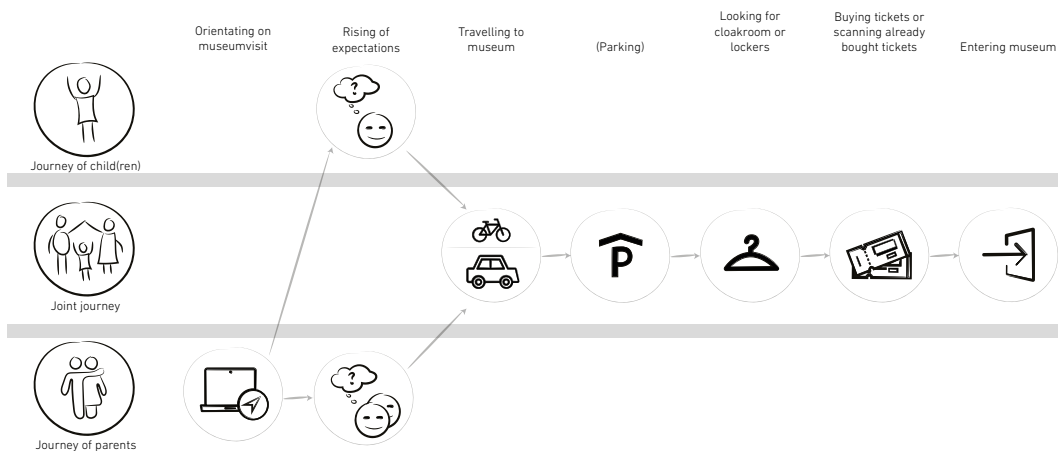 Orientating on
museumvisit
Rising of
expectations
Travelling to
museum
(Parking)
Looking for
cloakroom or
lockers
Buying tickets or
scanning already
bought tickets
Entering museum
?
Journey of child(ren)
P
Joint journey
?
Journey of parents